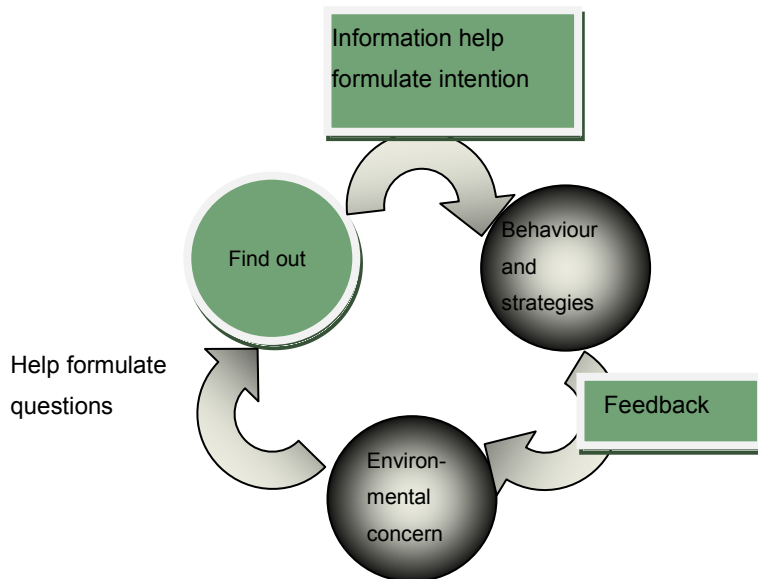 Information help
formulate intention
Find out
Behaviour
and
strategies
Help formulate
questions
Feedback
Environ-
mental
concern